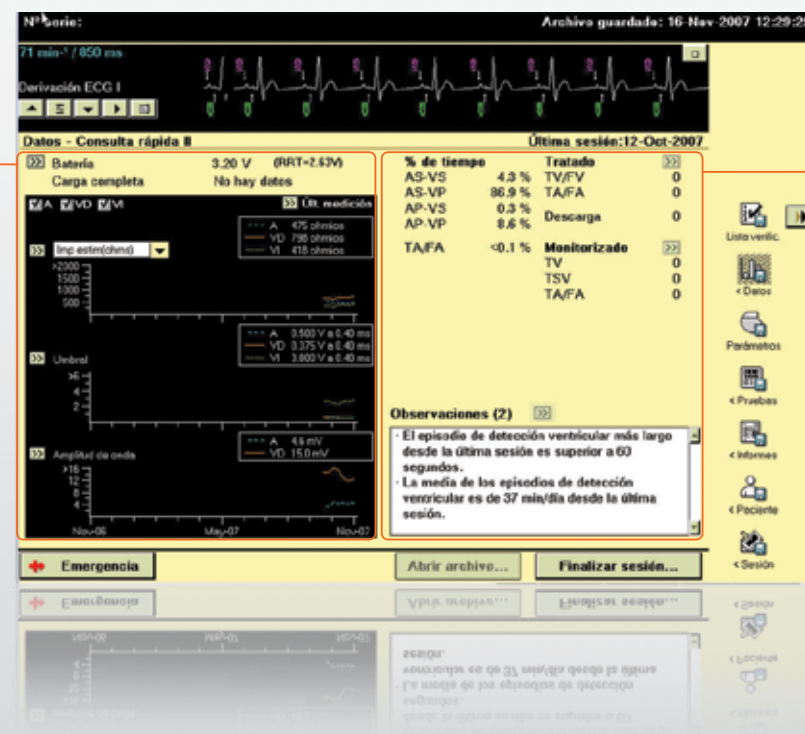 Nº serie:
Archivo guardado: 16-Nov-2007 12:29:2
71 min-¹ / 850 ms
Derivación ECG I
Datos - Consulta rápida II
Última sesión:12-Oct-2007
Batería 3.20 V (RRT=2.63V)
Carga completa No hay datos
A VD VI
Últ. medición
A 475 ohmios
VD 798 ohmios
VI 418 ohmios
Imp estim(ohms)
>2000
1500
1000
500
A 0.500 V a 0.40 ms
VD 0.375 V a 0.40 ms
VI 3.000 V a 0.40 ms
Umbral
>6
4
2
A 4.6 mV
VD 15.0 mV
Amplitud de onda
>16
12
8
4
Nov-06 May-07 Nov-07
% de tiempo Tratado
AS-VS 4.3 % TV/FV 0
AS-VP 86.9 % TA/FA 0
AP-VS 0.3 %
Descarga 0
AP-VP 8.6 %
TA/FA <0.1 % Monitorizado
TV 0
TSV 0
TA/FA 0
Observaciones (2)
· El episodio de detección ventricular más largo
desde la última sesión es superior a 60
segundos.
· La media de los episodios de detección
ventricular es de 37 min/día desde la última
sesión.
Lista verific.
< Datos
Parámetros
< Pruebas
< Informes
< Paciente
< Sesión
Emergencia
Abrir archivo...
Finalizar sesión...